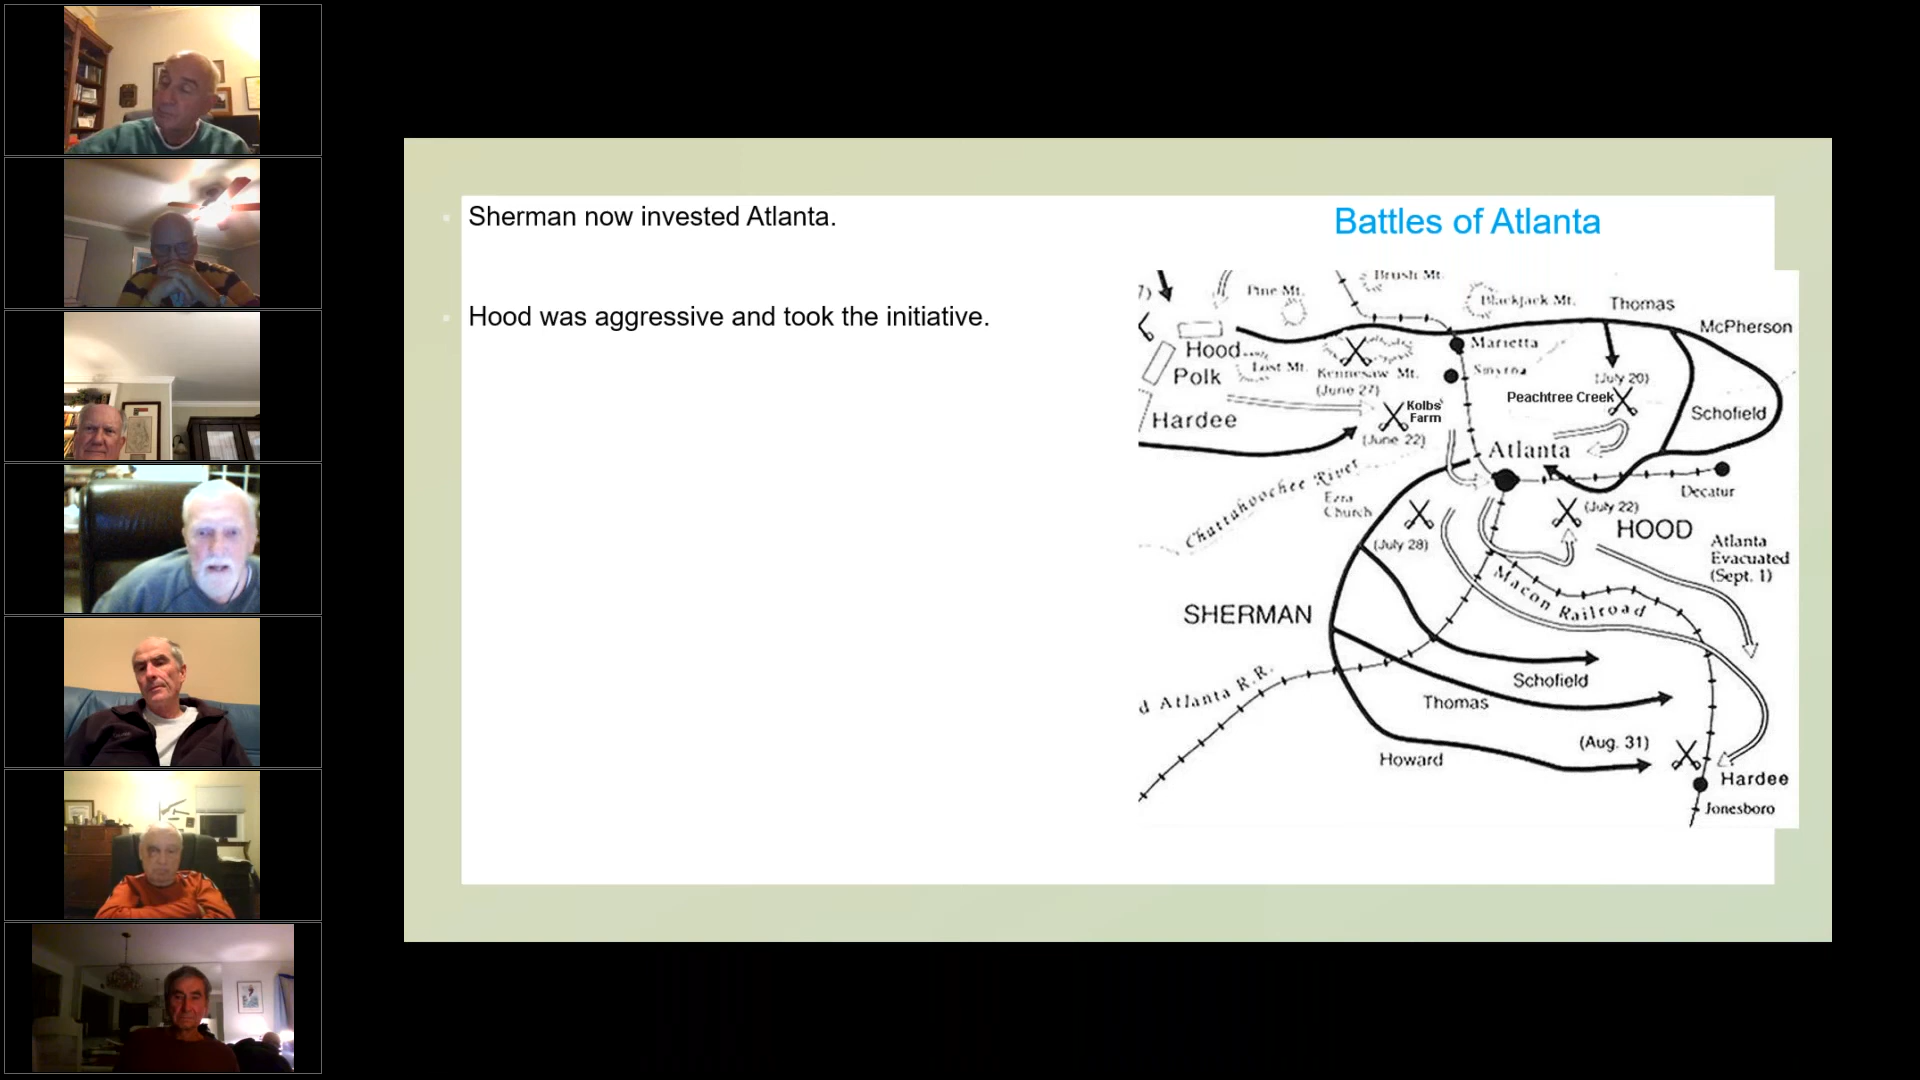 Sherman now invested Atlanta.
Hood was aggressive and took the initiative.
Battles of Atlanta
7)
Pine Mt.
Brush Mt.
Blackjack Mt.
Thomas
McPherson
Hood
Lost Mt.
Kennesaw Mt.
(June 27)
Marietta
Smyrna
(July 20)
Peachtree Creek
Polk
Hardee
Kolbs
Farm
(June 22)
Schofield
Atlanta
Chattahoochee River
Ezra
Church
(July 28)
Decatur
(July 22)
HOOD
Atlanta
Evacuated
(Sept. 1)
Macon Railroad
SHERMAN
d Atlanta R.R.
Schofield
Thomas
(Aug. 31)
Howard
Hardee
Jonesboro